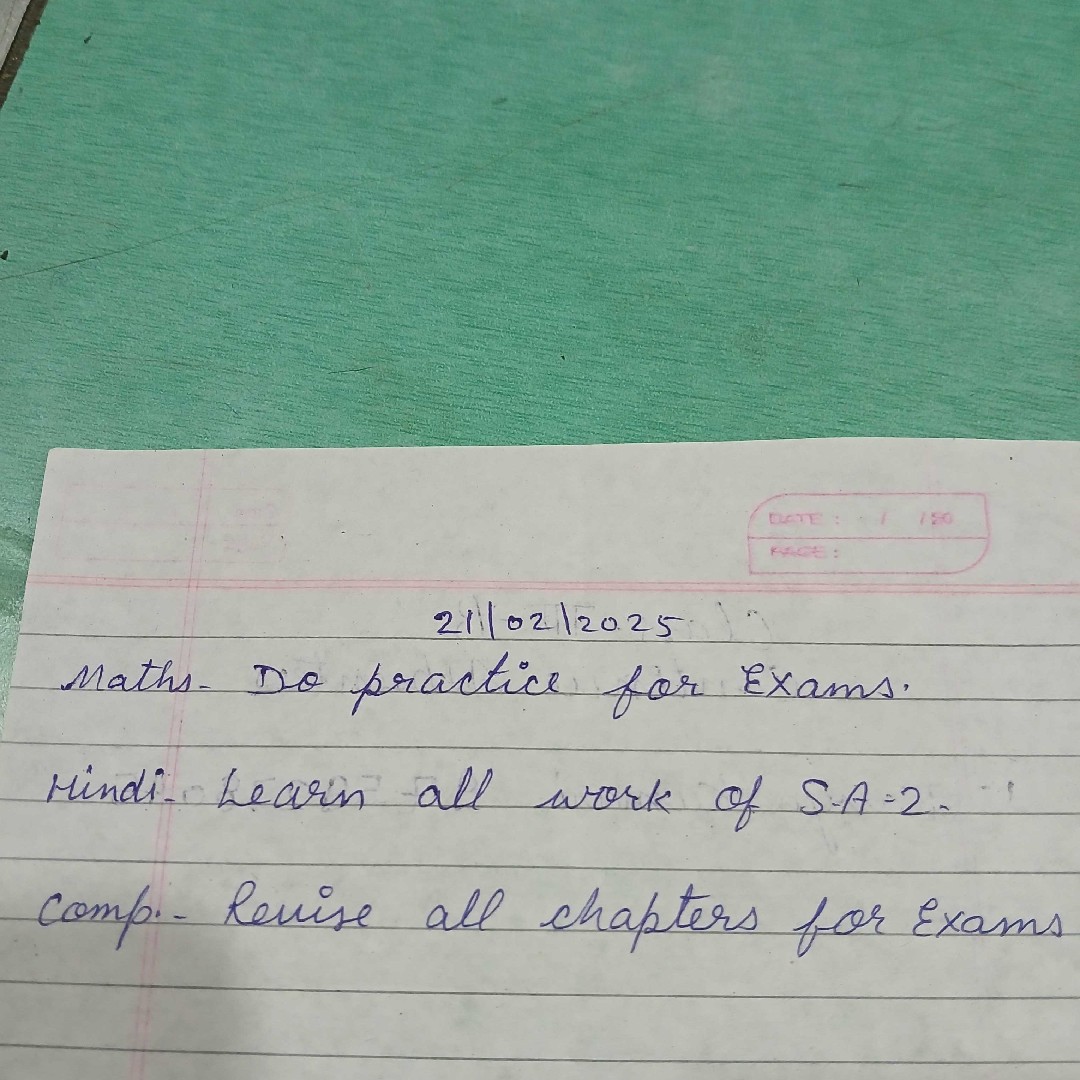 DATE: / /50
PAGE:
21/02/2025
Maths- Do practice for Exams.
Hindi- Learn all work of S.A-2.
Comp.- Revise all chapters for Exams